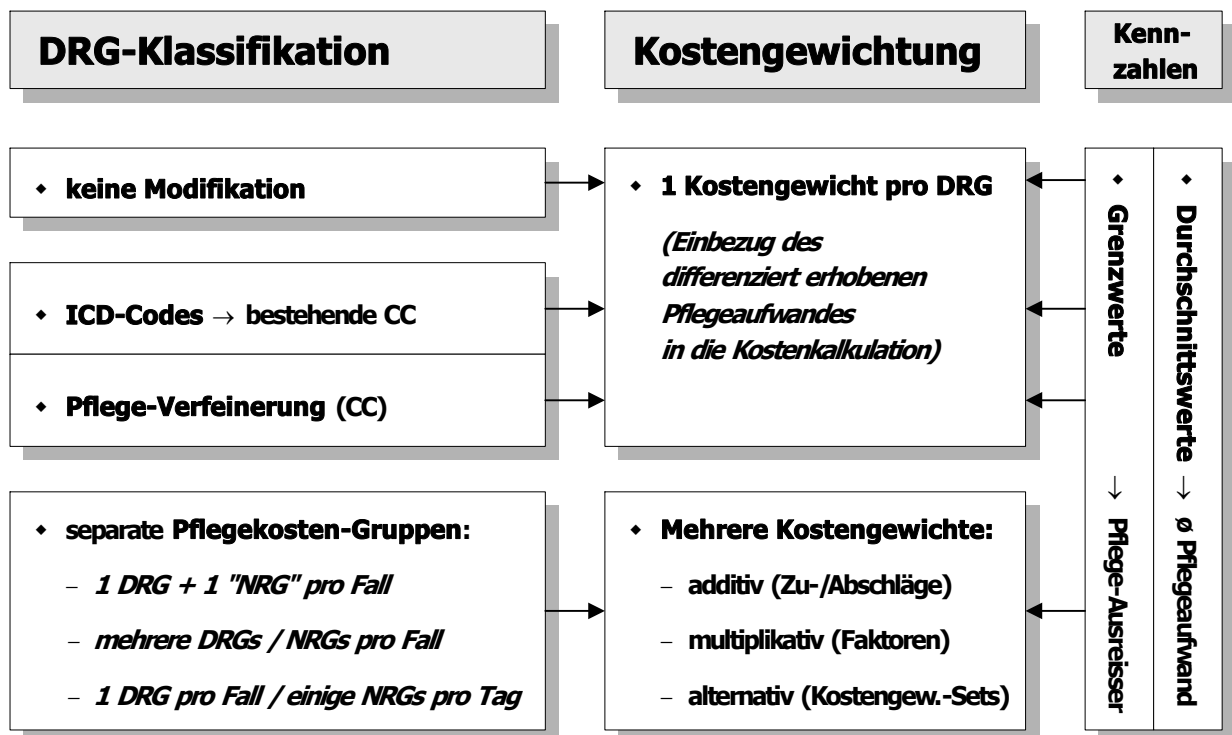 DRG-Klassifikation
Kostengewichtung
Kenn-
zahlen
◆ keine Modifikation
◆ ICD-Codes → bestehende CC
◆ Pflege-Verfeinerung (CC)
◆ 1 Kostengewicht pro DRG
(Einbezug des
differenziert erhobenen
Pflegeaufwandes
in die Kostenkalkulation)
◆ separate Pflegekosten-Gruppen:
– 1 DRG + 1 "NRG" pro Fall
– mehrere DRGs / NRGs pro Fall
– 1 DRG pro Fall / einige NRGs pro Tag
◆ Mehrere Kostengewichte:
– additiv (Zu-/Abschläge)
– multiplikativ (Faktoren)
– alternativ (Kostengew.-Sets)
◆ Grenzwerte → Pflege-Ausreisser
◆ Durchschnittswerte → ø Pflegeaufwand